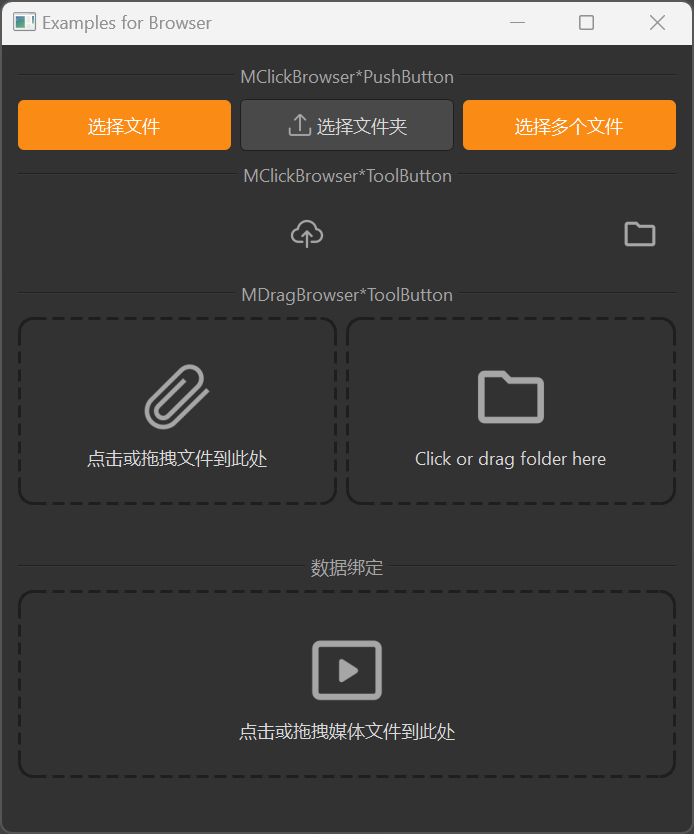 Examples for Browser
MClickBrowser*PushButton
选择文件
选择文件夹
选择多个文件
MClickBrowser*ToolButton
MDragBrowser*ToolButton
点击或拖拽文件到此处
Click or drag folder here
数据绑定
点击或拖拽媒体文件到此处